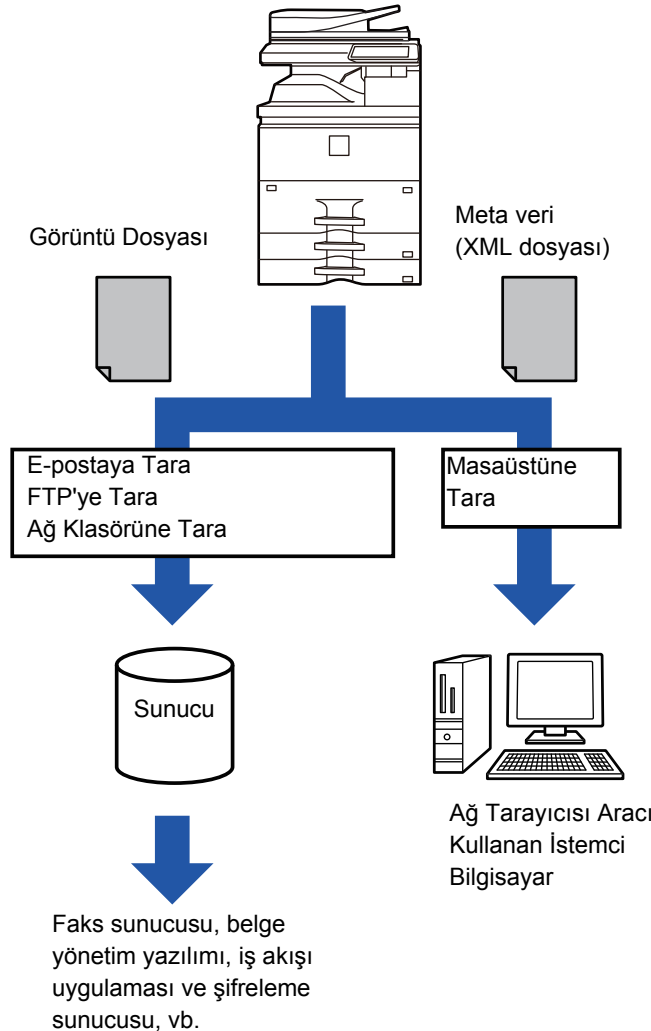 Görüntü Dosyası
Meta veri
(XML dosyası)
E-postaya Tara
FTP'ye Tara
Ağ Klasörüne Tara
Masaüstüne
Tara
Sunucu
Ağ Tarayıcısı Aracı
Kullanan İstemci
Bilgisayar
Faks sunucusu, belge
yönetim yazılımı, iş akışı
uygulaması ve şifreleme
sunucusu, vb.